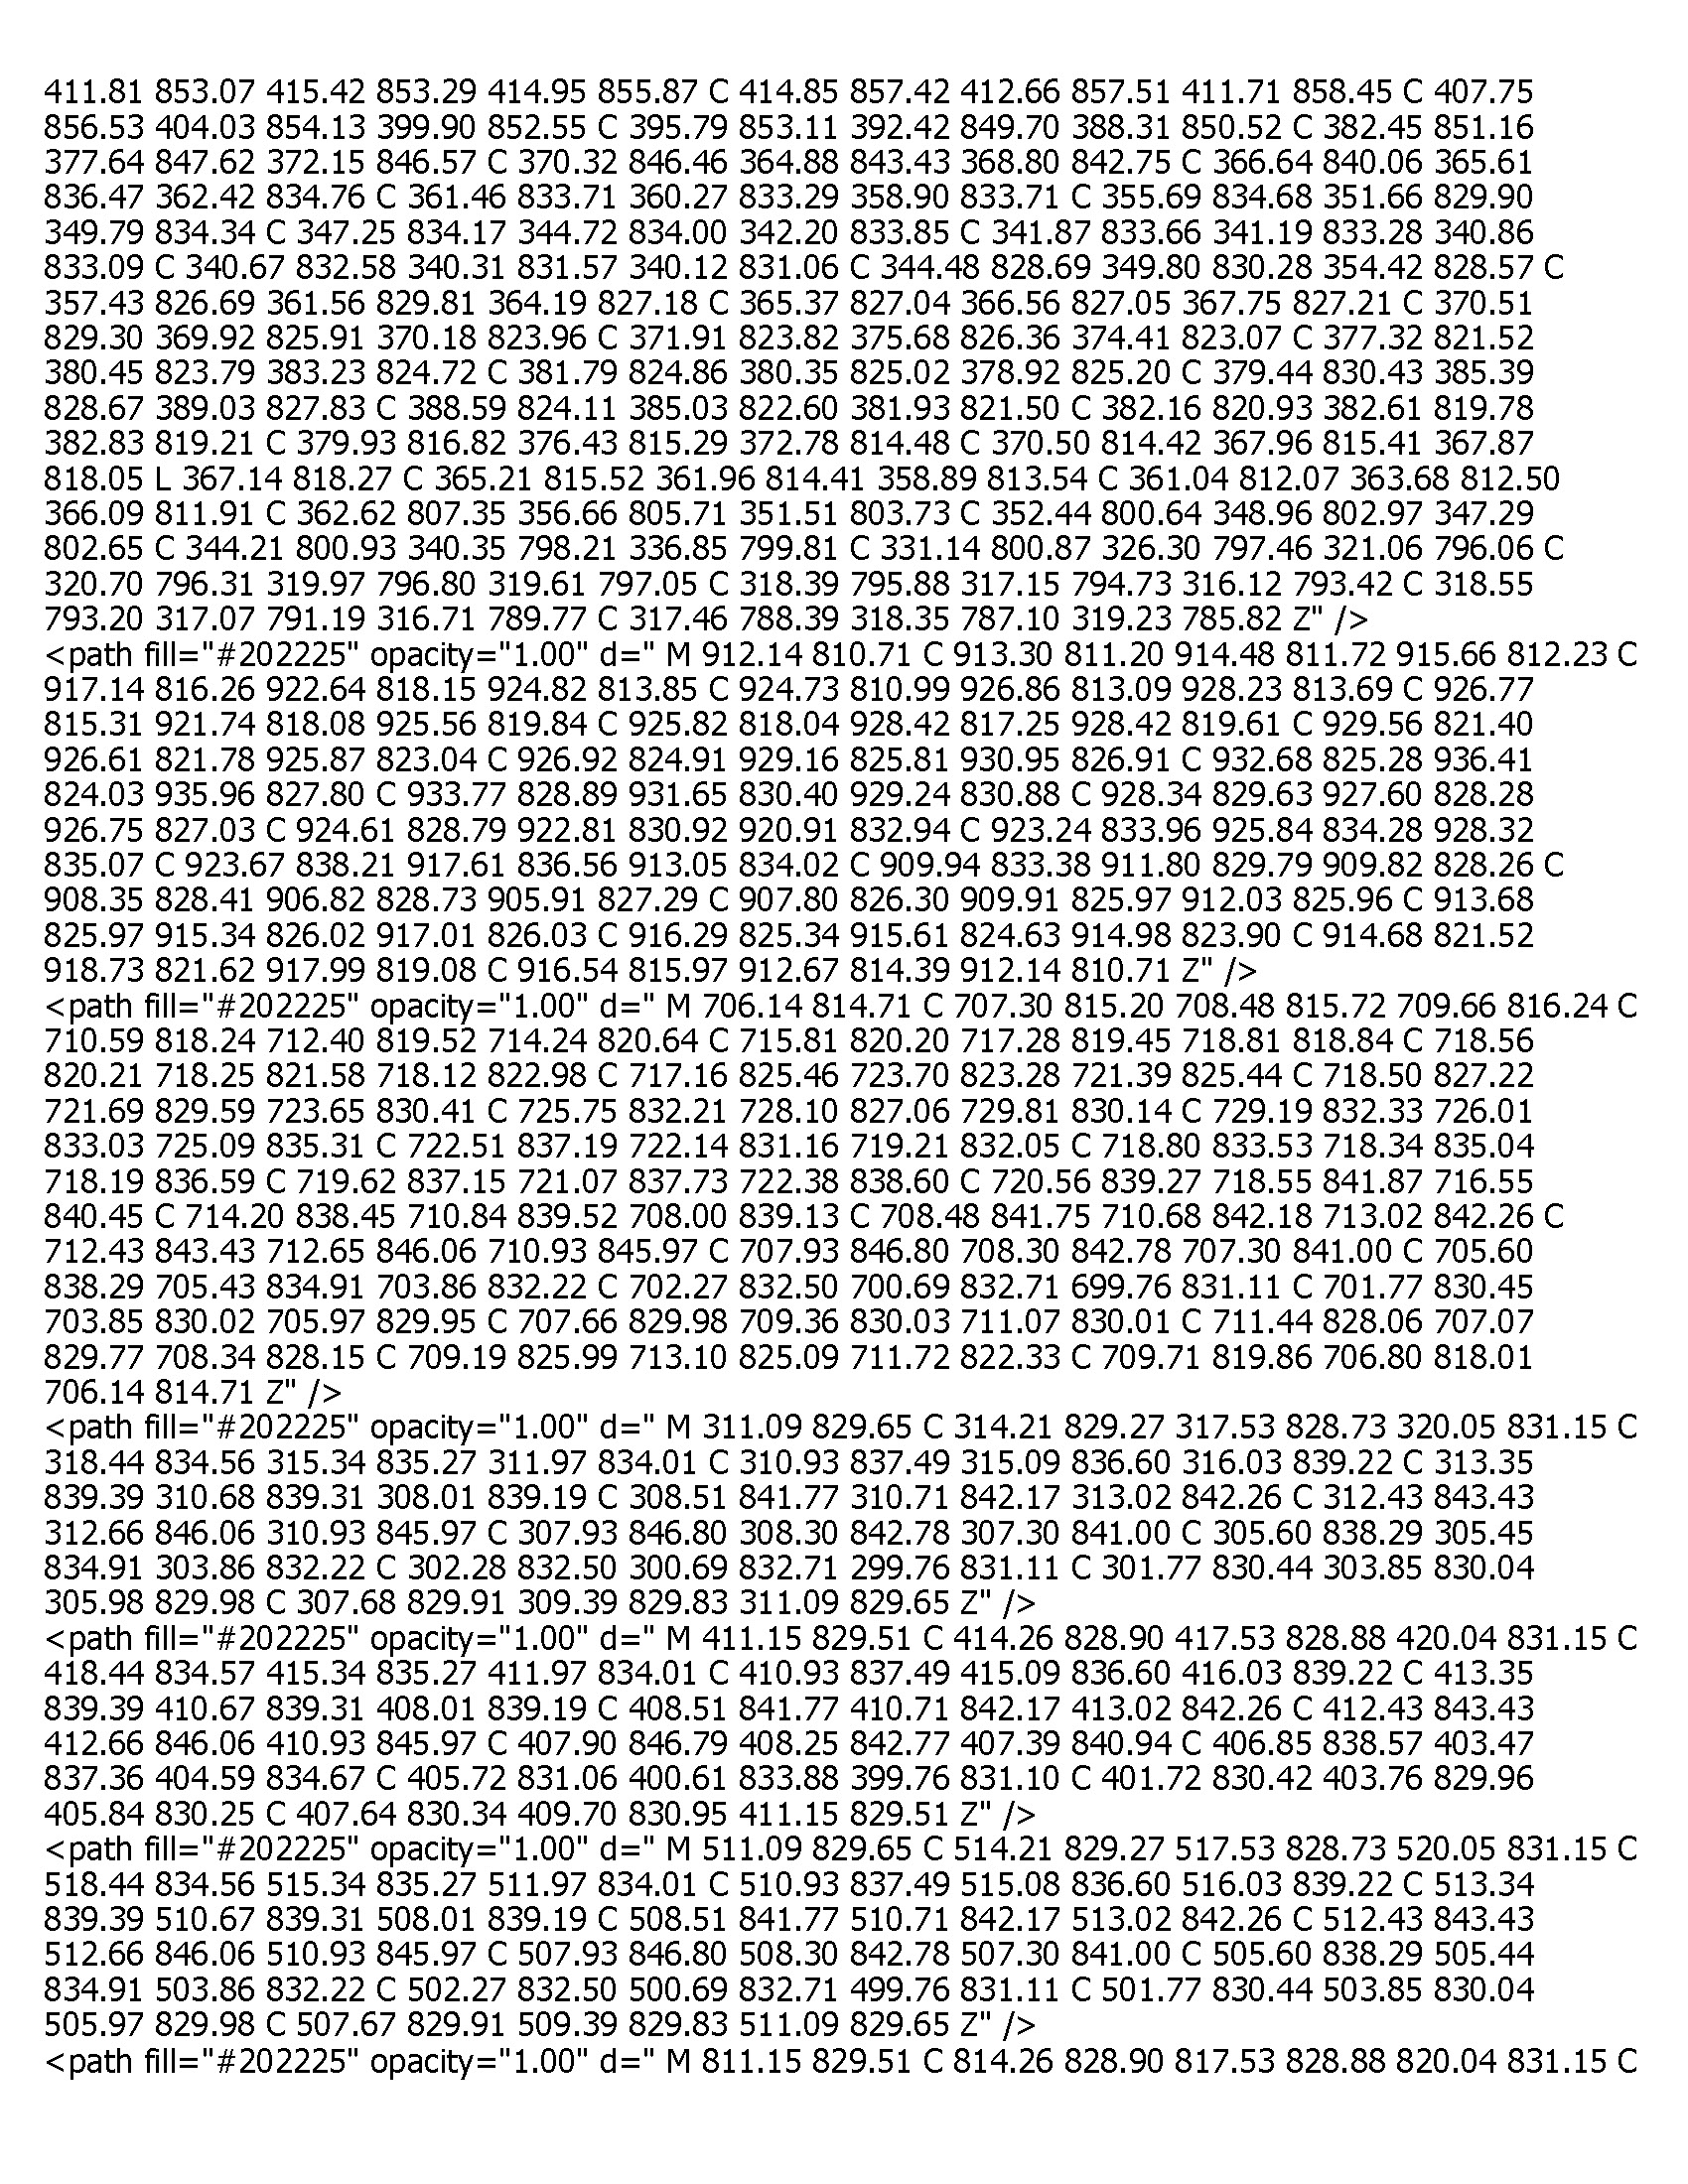 411.81 853.07 415.42 853.29 414.95 855.87 C 414.85 857.42 412.66 857.51 411.71 858.45 C 407.75
856.53 404.03 854.13 399.90 852.55 C 395.79 853.11 392.42 849.70 388.31 850.52 C 382.45 851.16
377.64 847.62 372.15 846.57 C 370.32 846.46 364.88 843.43 368.80 842.75 C 366.64 840.06 365.61
836.47 362.42 834.76 C 361.46 833.71 360.27 833.29 358.90 833.71 C 355.69 834.68 351.66 829.90
349.79 834.34 C 347.25 834.17 344.72 834.00 342.20 833.85 C 341.87 833.66 341.19 833.28 340.86
833.09 C 340.67 832.58 340.31 831.57 340.12 831.06 C 344.48 828.69 349.80 830.28 354.42 828.57 C
357.43 826.69 361.56 829.81 364.19 827.18 C 365.37 827.04 366.56 827.05 367.75 827.21 C 370.51
829.30 369.92 825.91 370.18 823.96 C 371.91 823.82 375.68 826.36 374.41 823.07 C 377.32 821.52
380.45 823.79 383.23 824.72 C 381.79 824.86 380.35 825.02 378.92 825.20 C 379.44 830.43 385.39
828.67 389.03 827.83 C 388.59 824.11 385.03 822.60 381.93 821.50 C 382.16 820.93 382.61 819.78
382.83 819.21 C 379.93 816.82 376.43 815.29 372.78 814.48 C 370.50 814.42 367.96 815.41 367.87
818.05 L 367.14 818.27 C 365.21 815.52 361.96 814.41 358.89 813.54 C 361.04 812.07 363.68 812.50
366.09 811.91 C 362.62 807.35 356.66 805.71 351.51 803.73 C 352.44 800.64 348.96 802.97 347.29
802.65 C 344.21 800.93 340.35 798.21 336.85 799.81 C 331.14 800.87 326.30 797.46 321.06 796.06 C
320.70 796.31 319.97 796.80 319.61 797.05 C 318.39 795.88 317.15 794.73 316.12 793.42 C 318.55
793.20 317.07 791.19 316.71 789.77 C 317.46 788.39 318.35 787.10 319.23 785.82 Z" />
<path fill="#202225" opacity="1.00" d=" M 912.14 810.71 C 913.30 811.20 914.48 811.72 915.66 812.23 C
917.14 816.26 922.64 818.15 924.82 813.85 C 924.73 810.99 926.86 813.09 928.23 813.69 C 926.77
815.31 921.74 818.08 925.56 819.84 C 925.82 818.04 928.42 817.25 928.42 819.61 C 929.56 821.40
926.61 821.78 925.87 823.04 C 926.92 824.91 929.16 825.81 930.95 826.91 C 932.68 825.28 936.41
824.03 935.96 827.80 C 933.77 828.89 931.65 830.40 929.24 830.88 C 928.34 829.63 927.60 828.28
926.75 827.03 C 924.61 828.79 922.81 830.92 920.91 832.94 C 923.24 833.96 925.84 834.28 928.32
835.07 C 923.67 838.21 917.61 836.56 913.05 834.02 C 909.94 833.38 911.80 829.79 909.82 828.26 C
908.35 828.41 906.82 828.73 905.91 827.29 C 907.80 826.30 909.91 825.97 912.03 825.96 C 913.68
825.97 915.34 826.02 917.01 826.03 C 916.29 825.34 915.61 824.63 914.98 823.90 C 914.68 821.52
918.73 821.62 917.99 819.08 C 916.54 815.97 912.67 814.39 912.14 810.71 Z" />
<path fill="#202225" opacity="1.00" d=" M 706.14 814.71 C 707.30 815.20 708.48 815.72 709.66 816.24 C
710.59 818.24 712.40 819.52 714.24 820.64 C 715.81 820.20 717.28 819.45 718.81 818.84 C 718.56
820.21 718.25 821.58 718.12 822.98 C 717.16 825.46 723.70 823.28 721.39 825.44 C 718.50 827.22
721.69 829.59 723.65 830.41 C 725.75 832.21 728.10 827.06 729.81 830.14 C 729.19 832.33 726.01
833.03 725.09 835.31 C 722.51 837.19 722.14 831.16 719.21 832.05 C 718.80 833.53 718.34 835.04
718.19 836.59 C 719.62 837.15 721.07 837.73 722.38 838.60 C 720.56 839.27 718.55 841.87 716.55
840.45 C 714.20 838.45 710.84 839.52 708.00 839.13 C 708.48 841.75 710.68 842.18 713.02 842.26 C
712.43 843.43 712.65 846.06 710.93 845.97 C 707.93 846.80 708.30 842.78 707.30 841.00 C 705.60
838.29 705.43 834.91 703.86 832.22 C 702.27 832.50 700.69 832.71 699.76 831.11 C 701.77 830.45
703.85 830.02 705.97 829.95 C 707.66 829.98 709.36 830.03 711.07 830.01 C 711.44 828.06 707.07
829.77 708.34 828.15 C 709.19 825.99 713.10 825.09 711.72 822.33 C 709.71 819.86 706.80 818.01
706.14 814.71 Z" />
<path fill="#202225" opacity="1.00" d=" M 311.09 829.65 C 314.21 829.27 317.53 828.73 320.05 831.15 C
318.44 834.56 315.34 835.27 311.97 834.01 C 310.93 837.49 315.09 836.60 316.03 839.22 C 313.35
839.39 310.68 839.31 308.01 839.19 C 308.51 841.77 310.71 842.17 313.02 842.26 C 312.43 843.43
312.66 846.06 310.93 845.97 C 307.93 846.80 308.30 842.78 307.30 841.00 C 305.60 838.29 305.45
834.91 303.86 832.22 C 302.28 832.50 300.69 832.71 299.76 831.11 C 301.77 830.44 303.85 830.04
305.98 829.98 C 307.68 829.91 309.39 829.83 311.09 829.65 Z" />
<path fill="#202225" opacity="1.00" d=" M 411.15 829.51 C 414.26 828.90 417.53 828.88 420.04 831.15 C
418.44 834.57 415.34 835.27 411.97 834.01 C 410.93 837.49 415.09 836.60 416.03 839.22 C 413.35
839.39 410.67 839.31 408.01 839.19 C 408.51 841.77 410.71 842.17 413.02 842.26 C 412.43 843.43
412.66 846.06 410.93 845.97 C 407.90 846.79 408.25 842.77 407.39 840.94 C 406.85 838.57 403.47
837.36 404.59 834.67 C 405.72 831.06 400.61 833.88 399.76 831.10 C 401.72 830.42 403.76 829.96
405.84 830.25 C 407.64 830.34 409.70 830.95 411.15 829.51 Z" />
<path fill="#202225" opacity="1.00" d=" M 511.09 829.65 C 514.21 829.27 517.53 828.73 520.05 831.15 C
518.44 834.56 515.34 835.27 511.97 834.01 C 510.93 837.49 515.08 836.60 516.03 839.22 C 513.34
839.39 510.67 839.31 508.01 839.19 C 508.51 841.77 510.71 842.17 513.02 842.26 C 512.43 843.43
512.66 846.06 510.93 845.97 C 507.93 846.80 508.30 842.78 507.30 841.00 C 505.60 838.29 505.44
834.91 503.86 832.22 C 502.27 832.50 500.69 832.71 499.76 831.11 C 501.77 830.44 503.85 830.04
505.97 829.98 C 507.67 829.91 509.39 829.83 511.09 829.65 Z" />
<path fill="#202225" opacity="1.00" d=" M 811.15 829.51 C 814.26 828.90 817.53 828.88 820.04 831.15 C